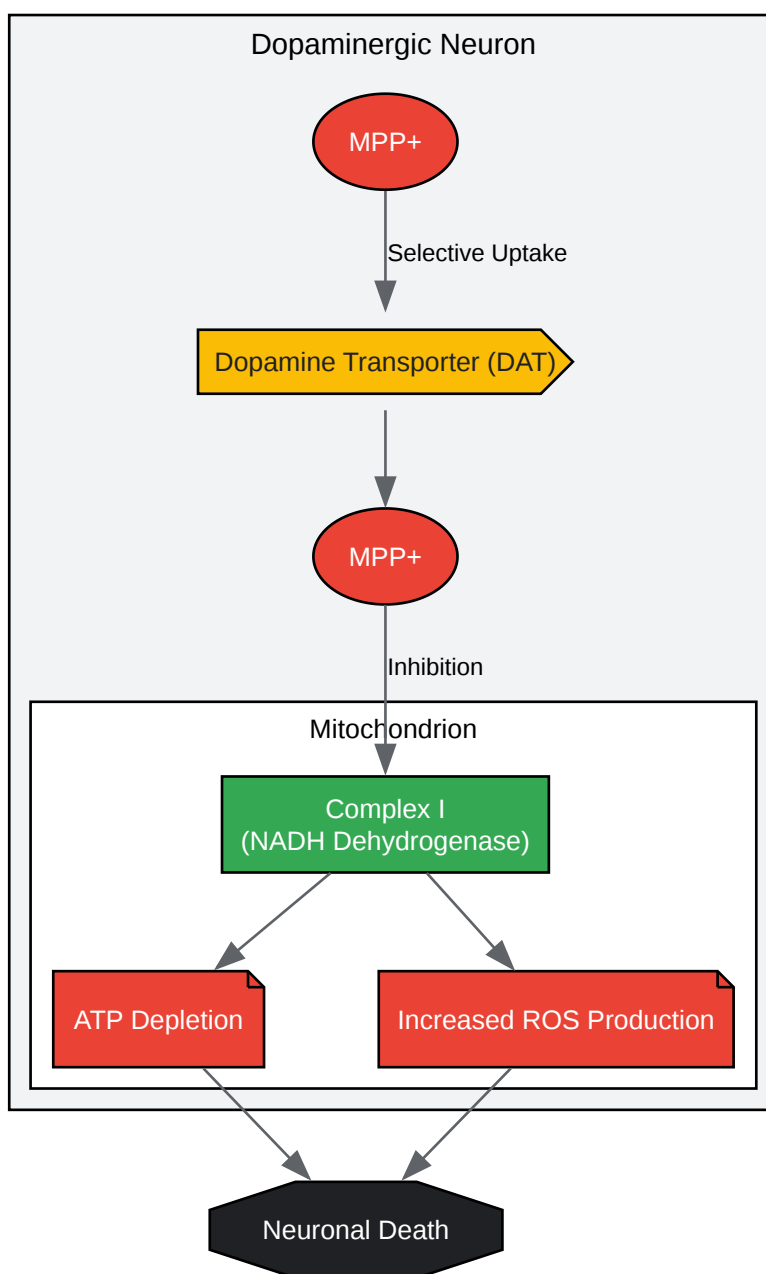 Dopaminergic Neuron
MPP+
Selective Uptake
Dopamine Transporter (DAT)
MPP+
Inhibition
Mitochondrion
Complex I
(NADH Dehydrogenase)
ATP Depletion
Increased ROS Production
Neuronal Death